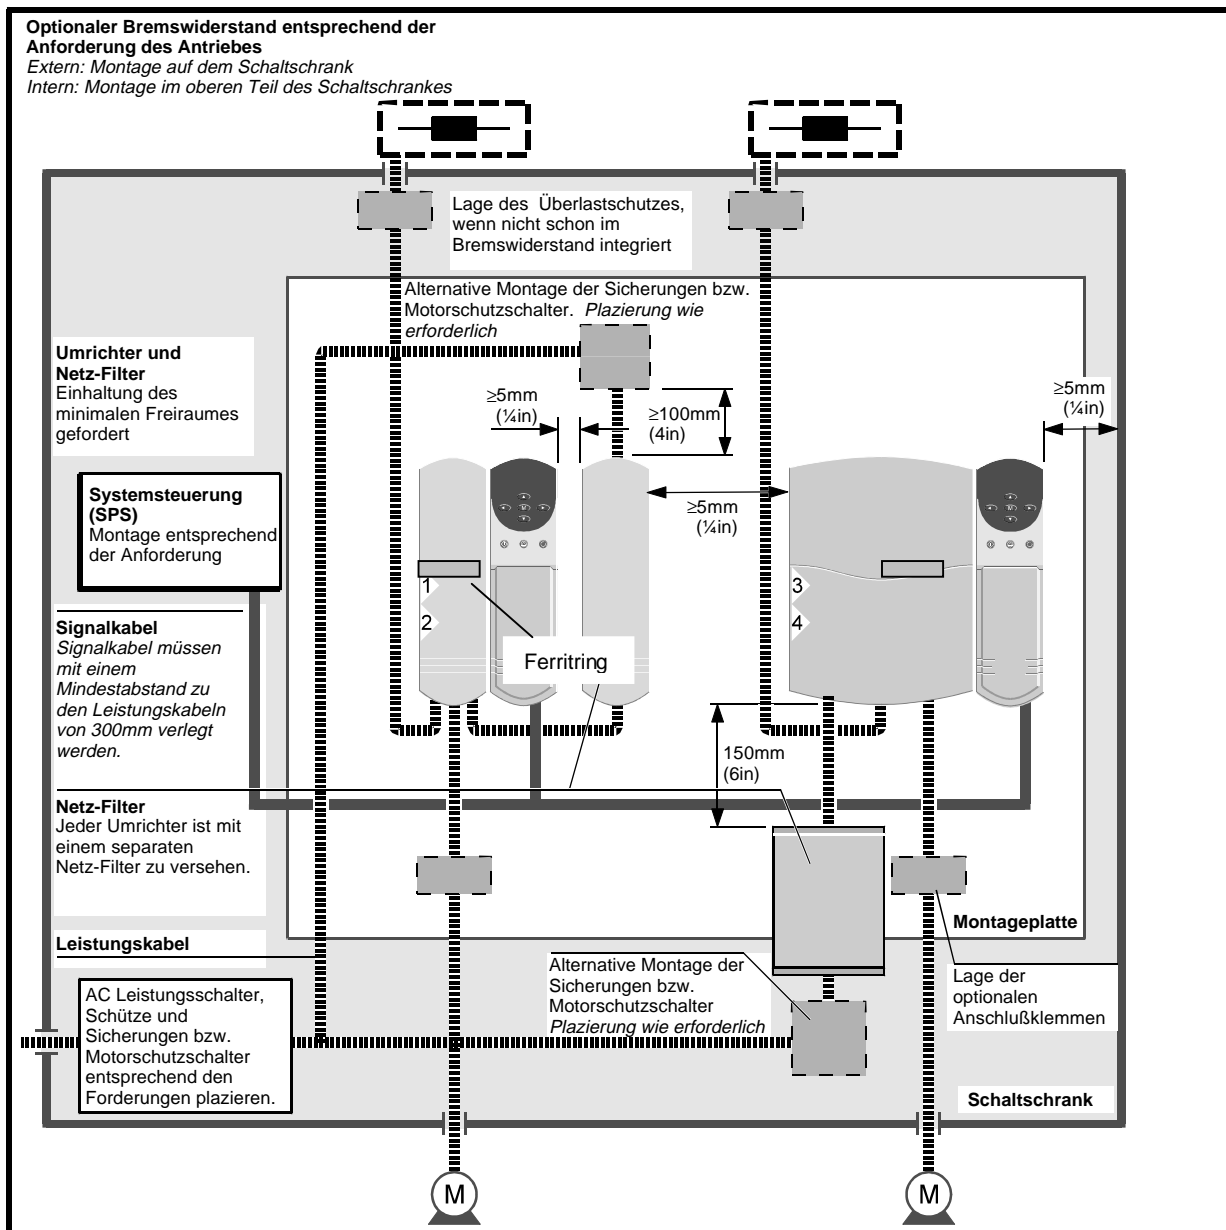 Optionaler Bremswiderstand entsprechend der
Anforderung des Antriebes
Extern: Montage auf dem Schaltschrank
Intern: Montage im oberen Teil des Schaltschrankes
Lage des Überlastschutzes,
wenn nicht schon im
Bremswiderstand integriert
Alternative Montage der Sicherungen bzw.
Motorschutzschalter. Plazierung wie
erforderlich
Umrichter und
Netz-Filter
Einhaltung des
minimalen Freiraumes
gefordert
≥5mm
(¼in)
≥100mm
(4in)
≥5mm
(¼in)
≥5mm
(¼in)
Systemsteuerung
(SPS)
Montage entsprechend
der Anforderung
M
M
1
2
3
4
Ferritring
Signalkabel
Signalkabel müssen
mit einem
Mindestabstand zu
den Leistungskabeln
von 300mm verlegt
werden.
150mm
(6in)
Netz-Filter
Jeder Umrichter ist mit
einem separaten
Netz-Filter zu versehen.
Montageplatte
Leistungskabel
Alternative Montage der
Sicherungen bzw.
Motorschutzschalter
Plazierung wie erforderlich
Lage der
optionalen
Anschlußklemmen
AC Leistungsschalter,
Schütze und
Sicherungen bzw.
Motorschutzschalter
entsprechend den
Forderungen plazieren.
Schaltschrank
M
M